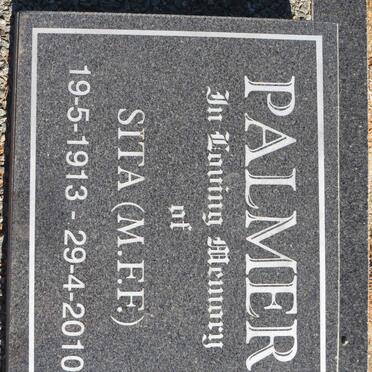 PALMER
In Loving Memory
of
SITA (M.F.F.)
19-5-1913 - 29-4-2010